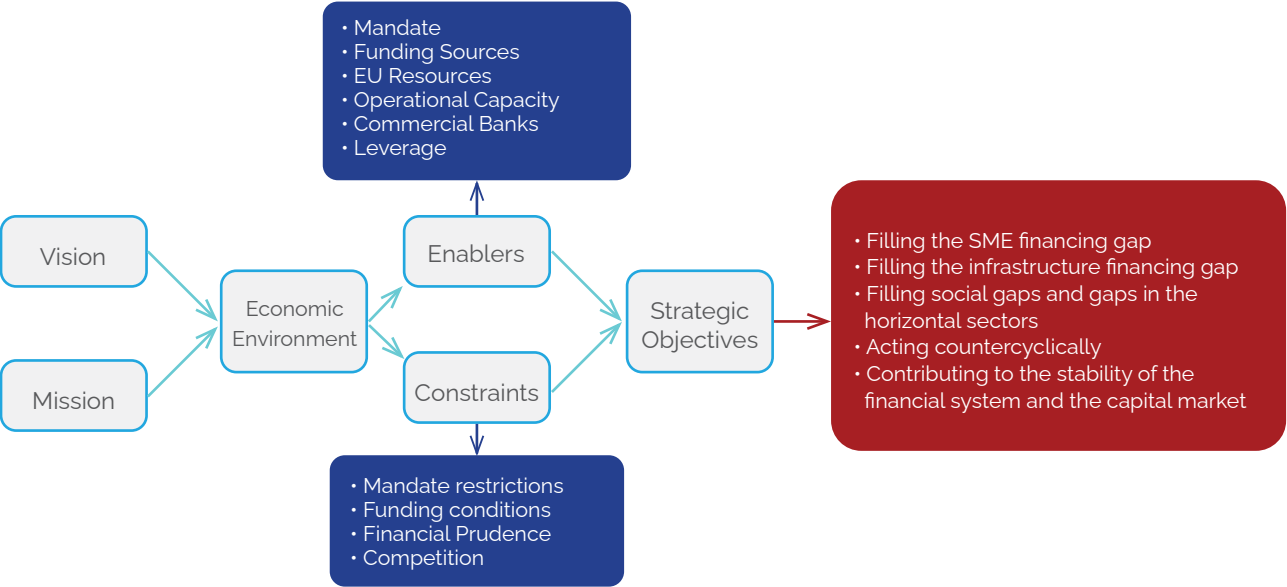 • Mandate
• Funding Sources
• EU Resources
• Operational Capacity
• Commercial Banks
• Leverage
Vision
Mission
Economic
Environment
Enablers
Constraints
Strategic
Objectives
• Filling the SME financing gap
• Filling the infrastructure financing gap
• Filling social gaps and gaps in the
horizontal sectors
• Acting countercyclically
• Contributing to the stability of the
financial system and the capital market
• Mandate restrictions
• Funding conditions
• Financial Prudence
• Competition